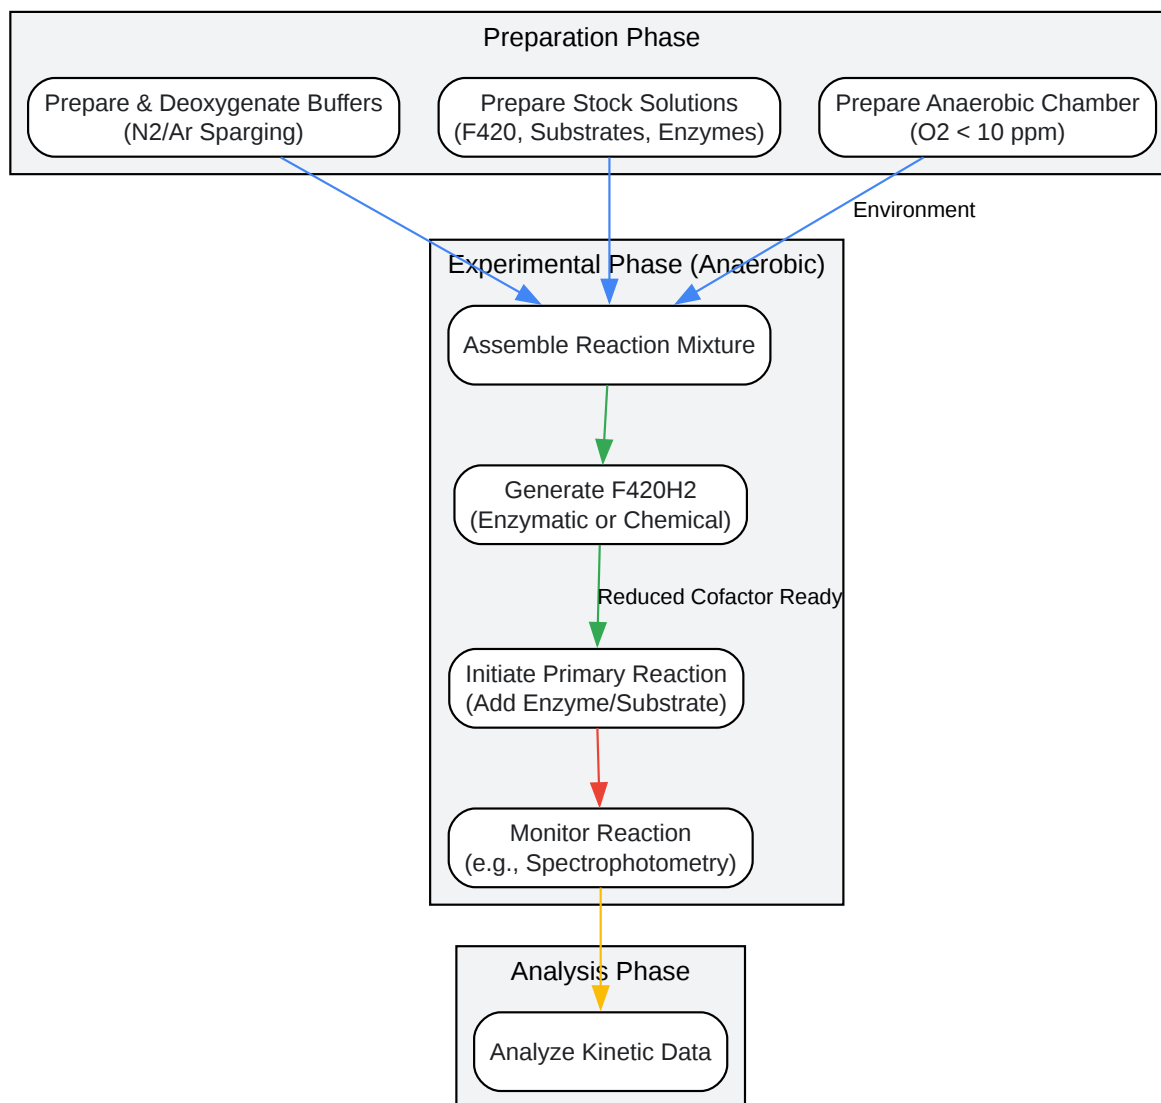 Preparation Phase
Prepare & Deoxygenate Buffers
(N2/Ar Sparging)
Prepare Stock Solutions
(F420, Substrates, Enzymes)
Prepare Anaerobic Chamber
(O2 < 10 ppm)
Environment
Experimental Phase (Anaerobic)
Assemble Reaction Mixture
Generate F420H2
(Enzymatic or Chemical)
Reduced Cofactor Ready
Initiate Primary Reaction
(Add Enzyme/Substrate)
Monitor Reaction
(e.g., Spectrophotometry)
Analysis Phase
Analyze Kinetic Data